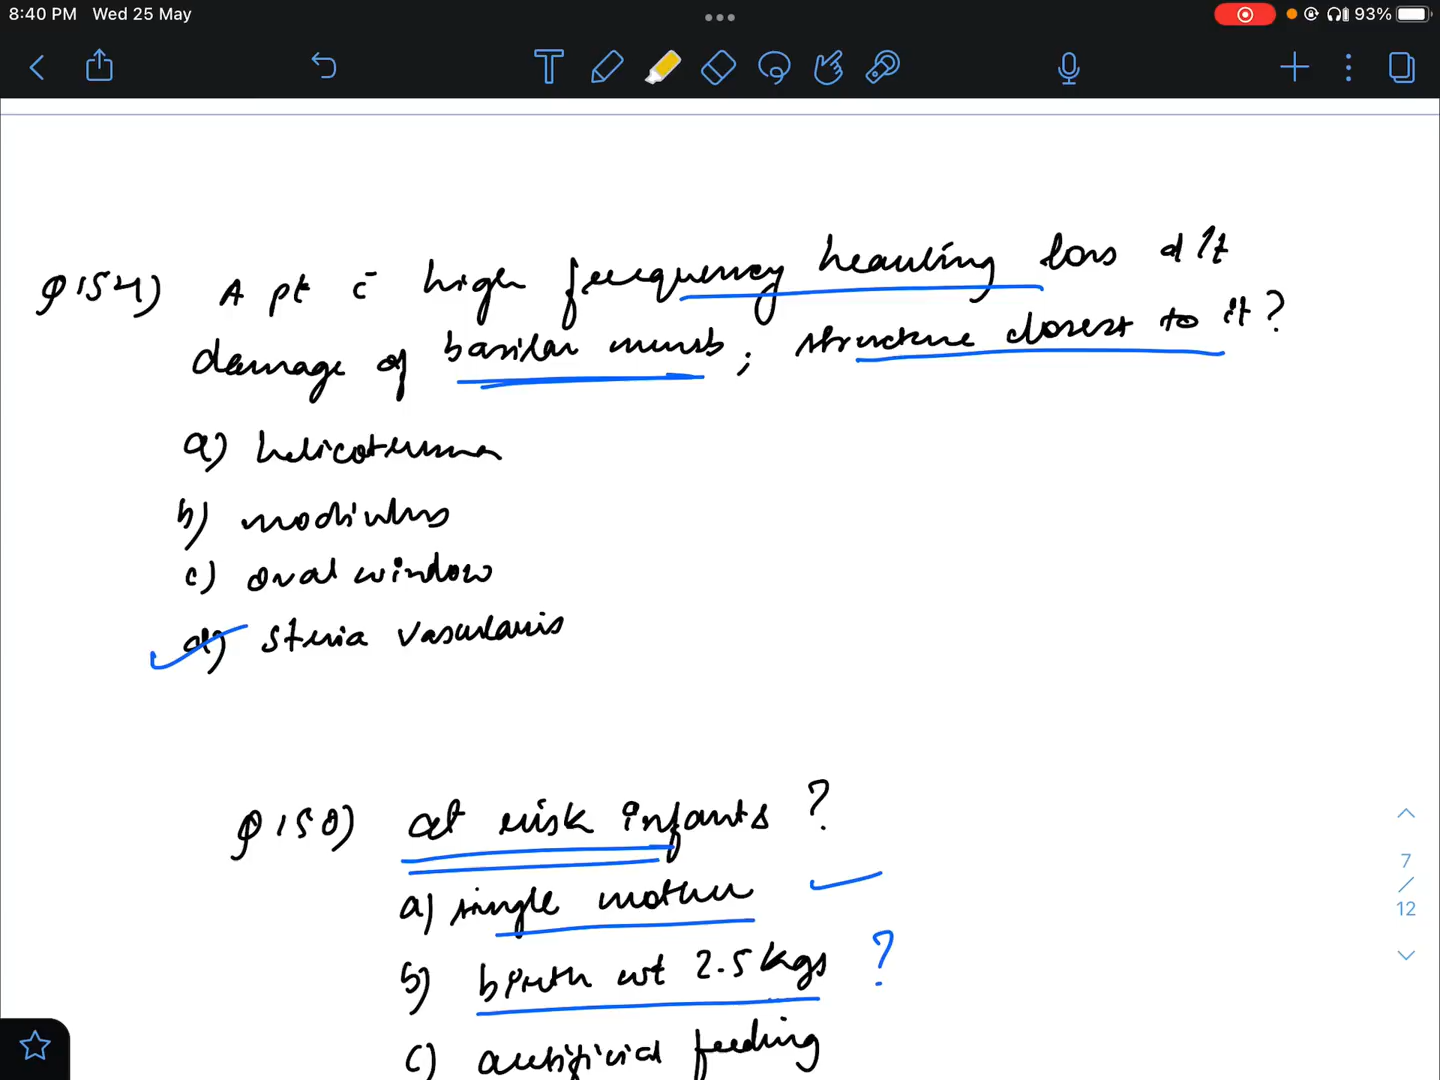 8:40 PM Wed 25 May
93%
Q154) A pt c̄ high frequency hearing loss d/t
damage of basilar memb; structure closest to it?
a) helicotrema
b) modiulus
c) oval window
d) stria vascularis
Q150) at risk infants ?
a) single mother
b) birth wt 2.5 kgs ?
c) artificial feeding
7
/
12